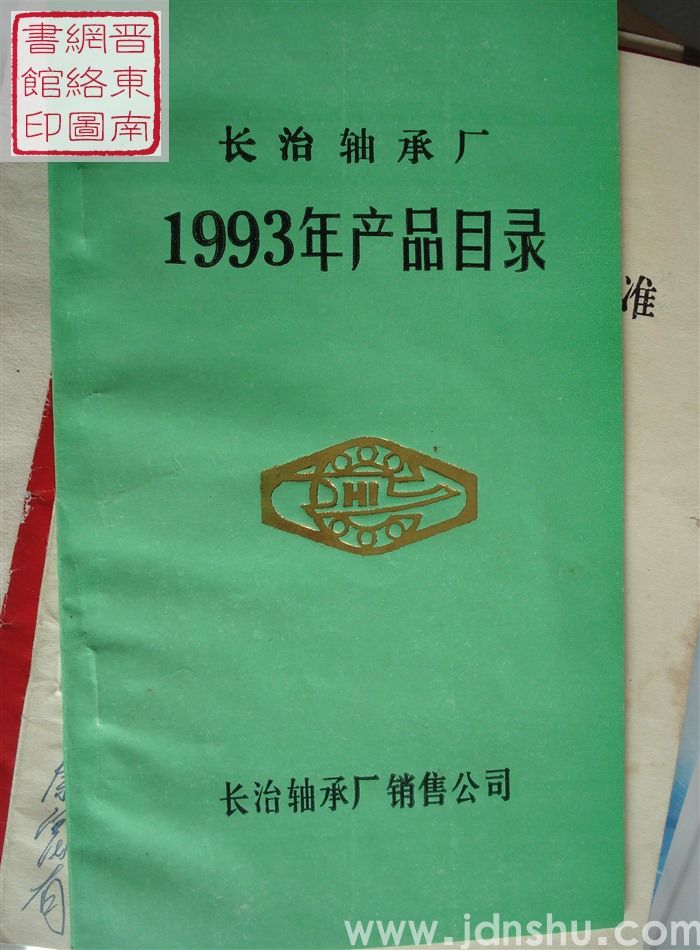 晋東南
網絡圖
書館印
长治轴承厂
1993年产品目录
准
HI
长治轴承厂销售公司
www.jdnshu.com